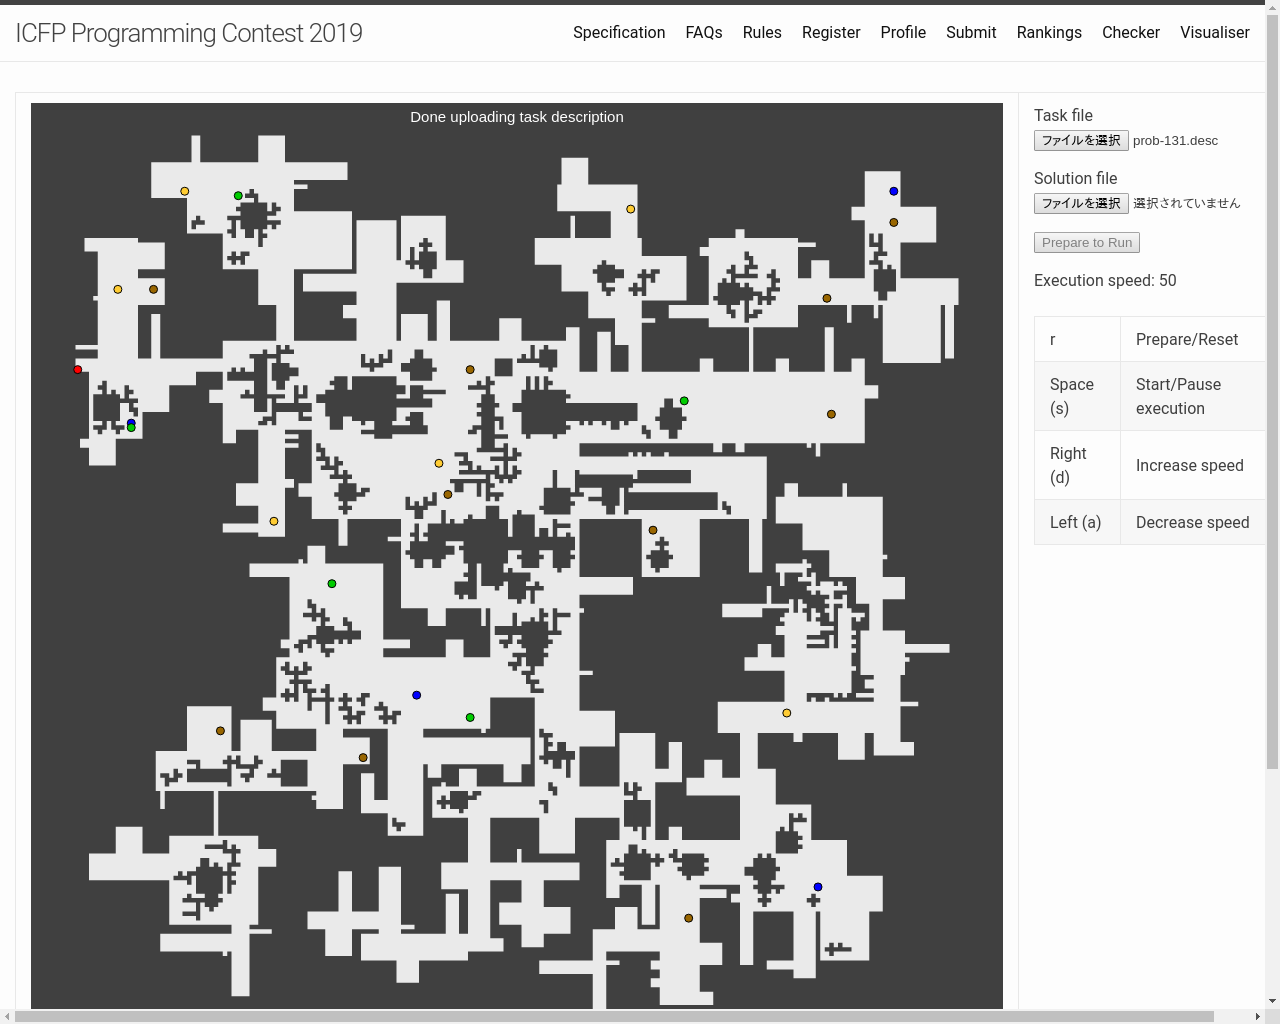 ICFP Programming Contest 2019
Specification FAQs Rules Register Profile Submit Rankings Checker Visualiser
Done uploading task description
Task file
ファイルを選択 prob-131.desc
Solution file
ファイルを選択 選択されていません
Prepare to Run
Execution speed: 50
r Prepare/Reset
Space (s) Start/Pause execution
Right (d) Increase speed
Left (a) Decrease speed